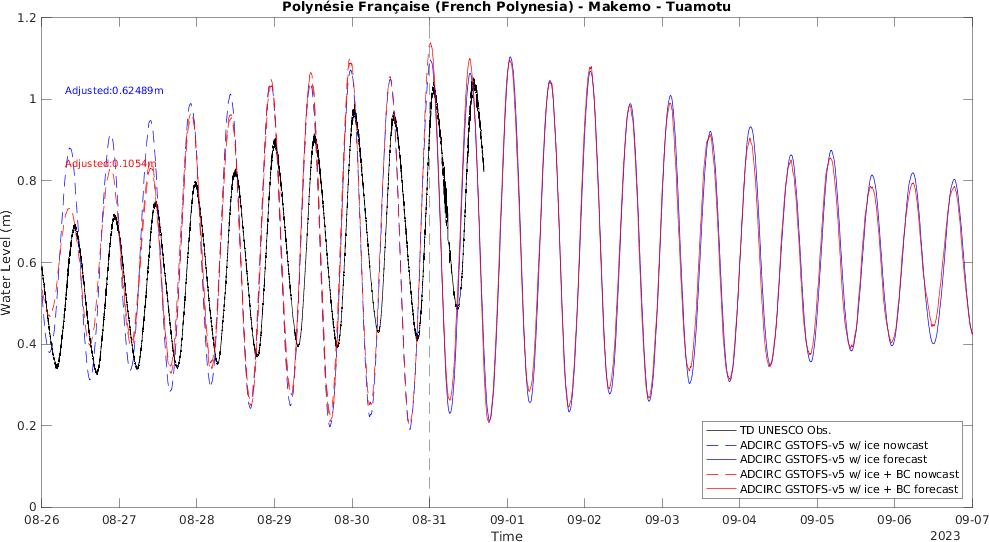 Polynésie Française (French Polynesia) - Makemo - Tuamotu
1.2
1
0.8
0.6
0.4
0.2
0
Water Level (m)
Adjusted:0.62489m
Adjusted:0.1054m
TD UNESCO Obs.
ADCIRC GSTOFS-v5 w/ ice nowcast
ADCIRC GSTOFS-v5 w/ ice forecast
ADCIRC GSTOFS-v5 w/ ice + BC nowcast
ADCIRC GSTOFS-v5 w/ ice + BC forecast
08-26 08-27 08-28 08-29 08-30 08-31 09-01 09-02 09-03 09-04 09-05 09-06 09-07
Time
2023